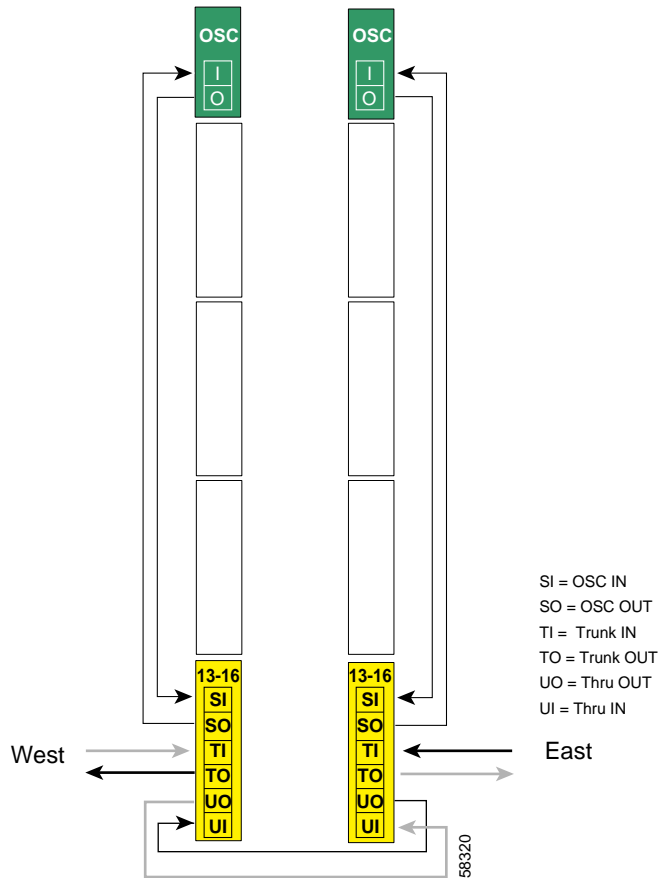 OSC
I
O
OSC
I
O
13-16
SI
SO
TI
TO
UO
UI
13-16
SI
SO
TI
TO
UO
UI
West
East
SI = OSC IN
SO = OSC OUT
TI = Trunk IN
TO = Trunk OUT
UO = Thru OUT
UI = Thru IN
58320